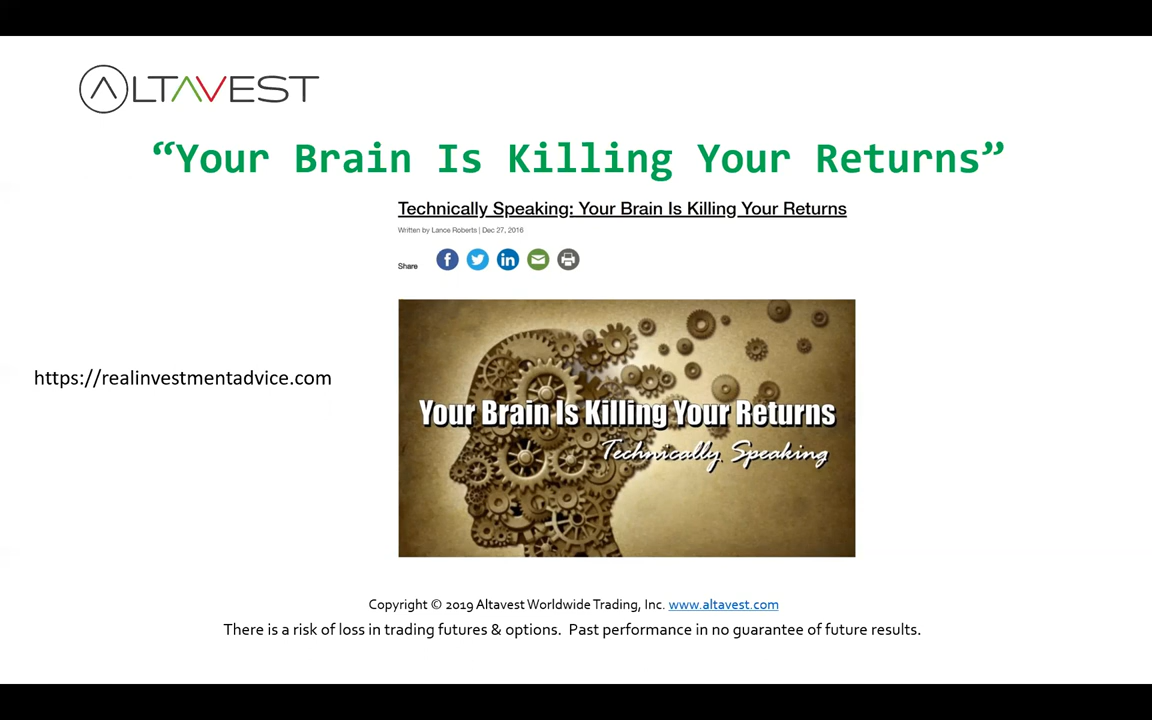 ALTAVEST
“Your Brain Is Killing Your Returns”
Technically Speaking: Your Brain Is Killing Your Returns
Written by Lance Roberts | Dec 27, 2016
Share
https://realinvestmentadvice.com
Your Brain Is Killing Your Returns
Technically Speaking
Copyright © 2019 Altavest Worldwide Trading, Inc. www.altavest.com
There is a risk of loss in trading futures & options. Past performance in no guarantee of future results.